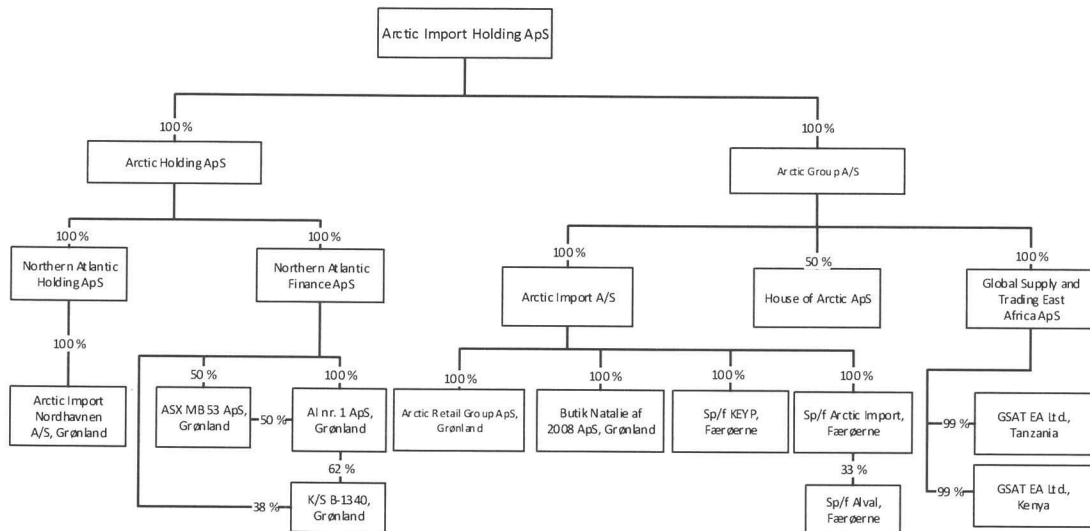 Arctic Import Holding ApS
100 %
100 %
Arctic Holding ApS
Arctic Group A/S
100 %
100 %
100 %
50 %
100 %
Northern Atlantic
Holding ApS
Northern Atlantic
Finance ApS
Arctic Import A/S
House of Arctic ApS
Global Supply and
Trading East
Africa ApS
100 %
50 %
100 %
100 %
100 %
100 %
100 %
Arctic Import
Nordhavnen
A/S, Grønland
ASX MB 53 ApS,
Grønland
50 %
AI nr. 1 ApS,
Grønland
Arctic Retail Group ApS,
Grønland
Butik Natalie af
2008 ApS, Grønland
Sp/f KEYP,
Færøerne
Sp/f Arctic Import,
Færøerne
99 %
GSAT EA Ltd.,
Tanzania
62 %
33 %
38 %
K/S B-1340,
Grønland
Sp/f Alval,
Færøerne
99 %
GSAT EA Ltd.,
Kenya